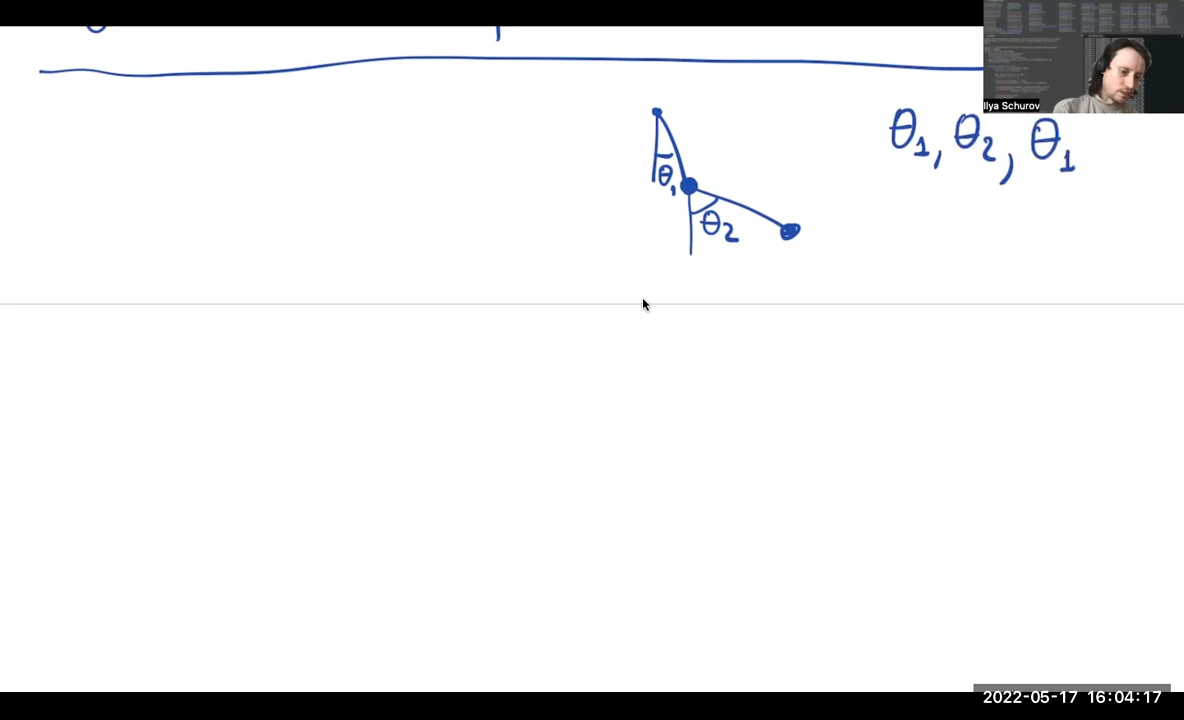 Ilya Schurov
θ₁, θ₂, θ₁
θ₁
θ₂
2022-05-17 16:04:17